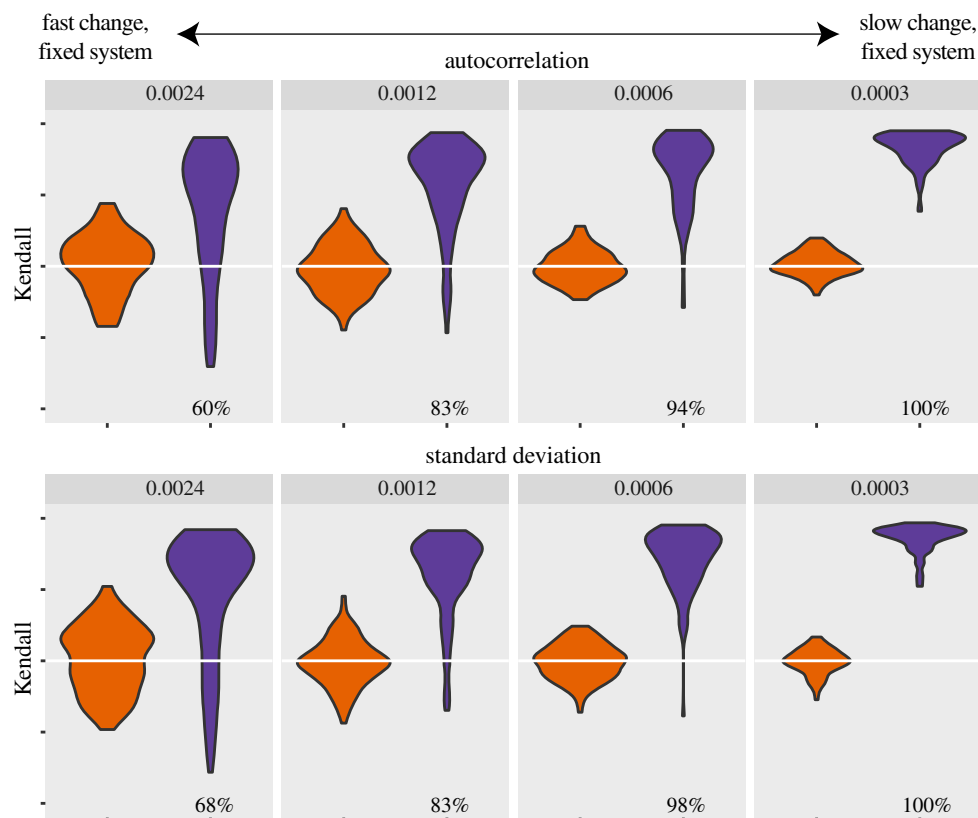 fast change,
fixed system
slow change,
fixed system
autocorrelation
0.0024 0.0012 0.0006 0.0003
Kendall
60% 83% 94% 100%
standard deviation
0.0024 0.0012 0.0006 0.0003
Kendall
68% 83% 98% 100%